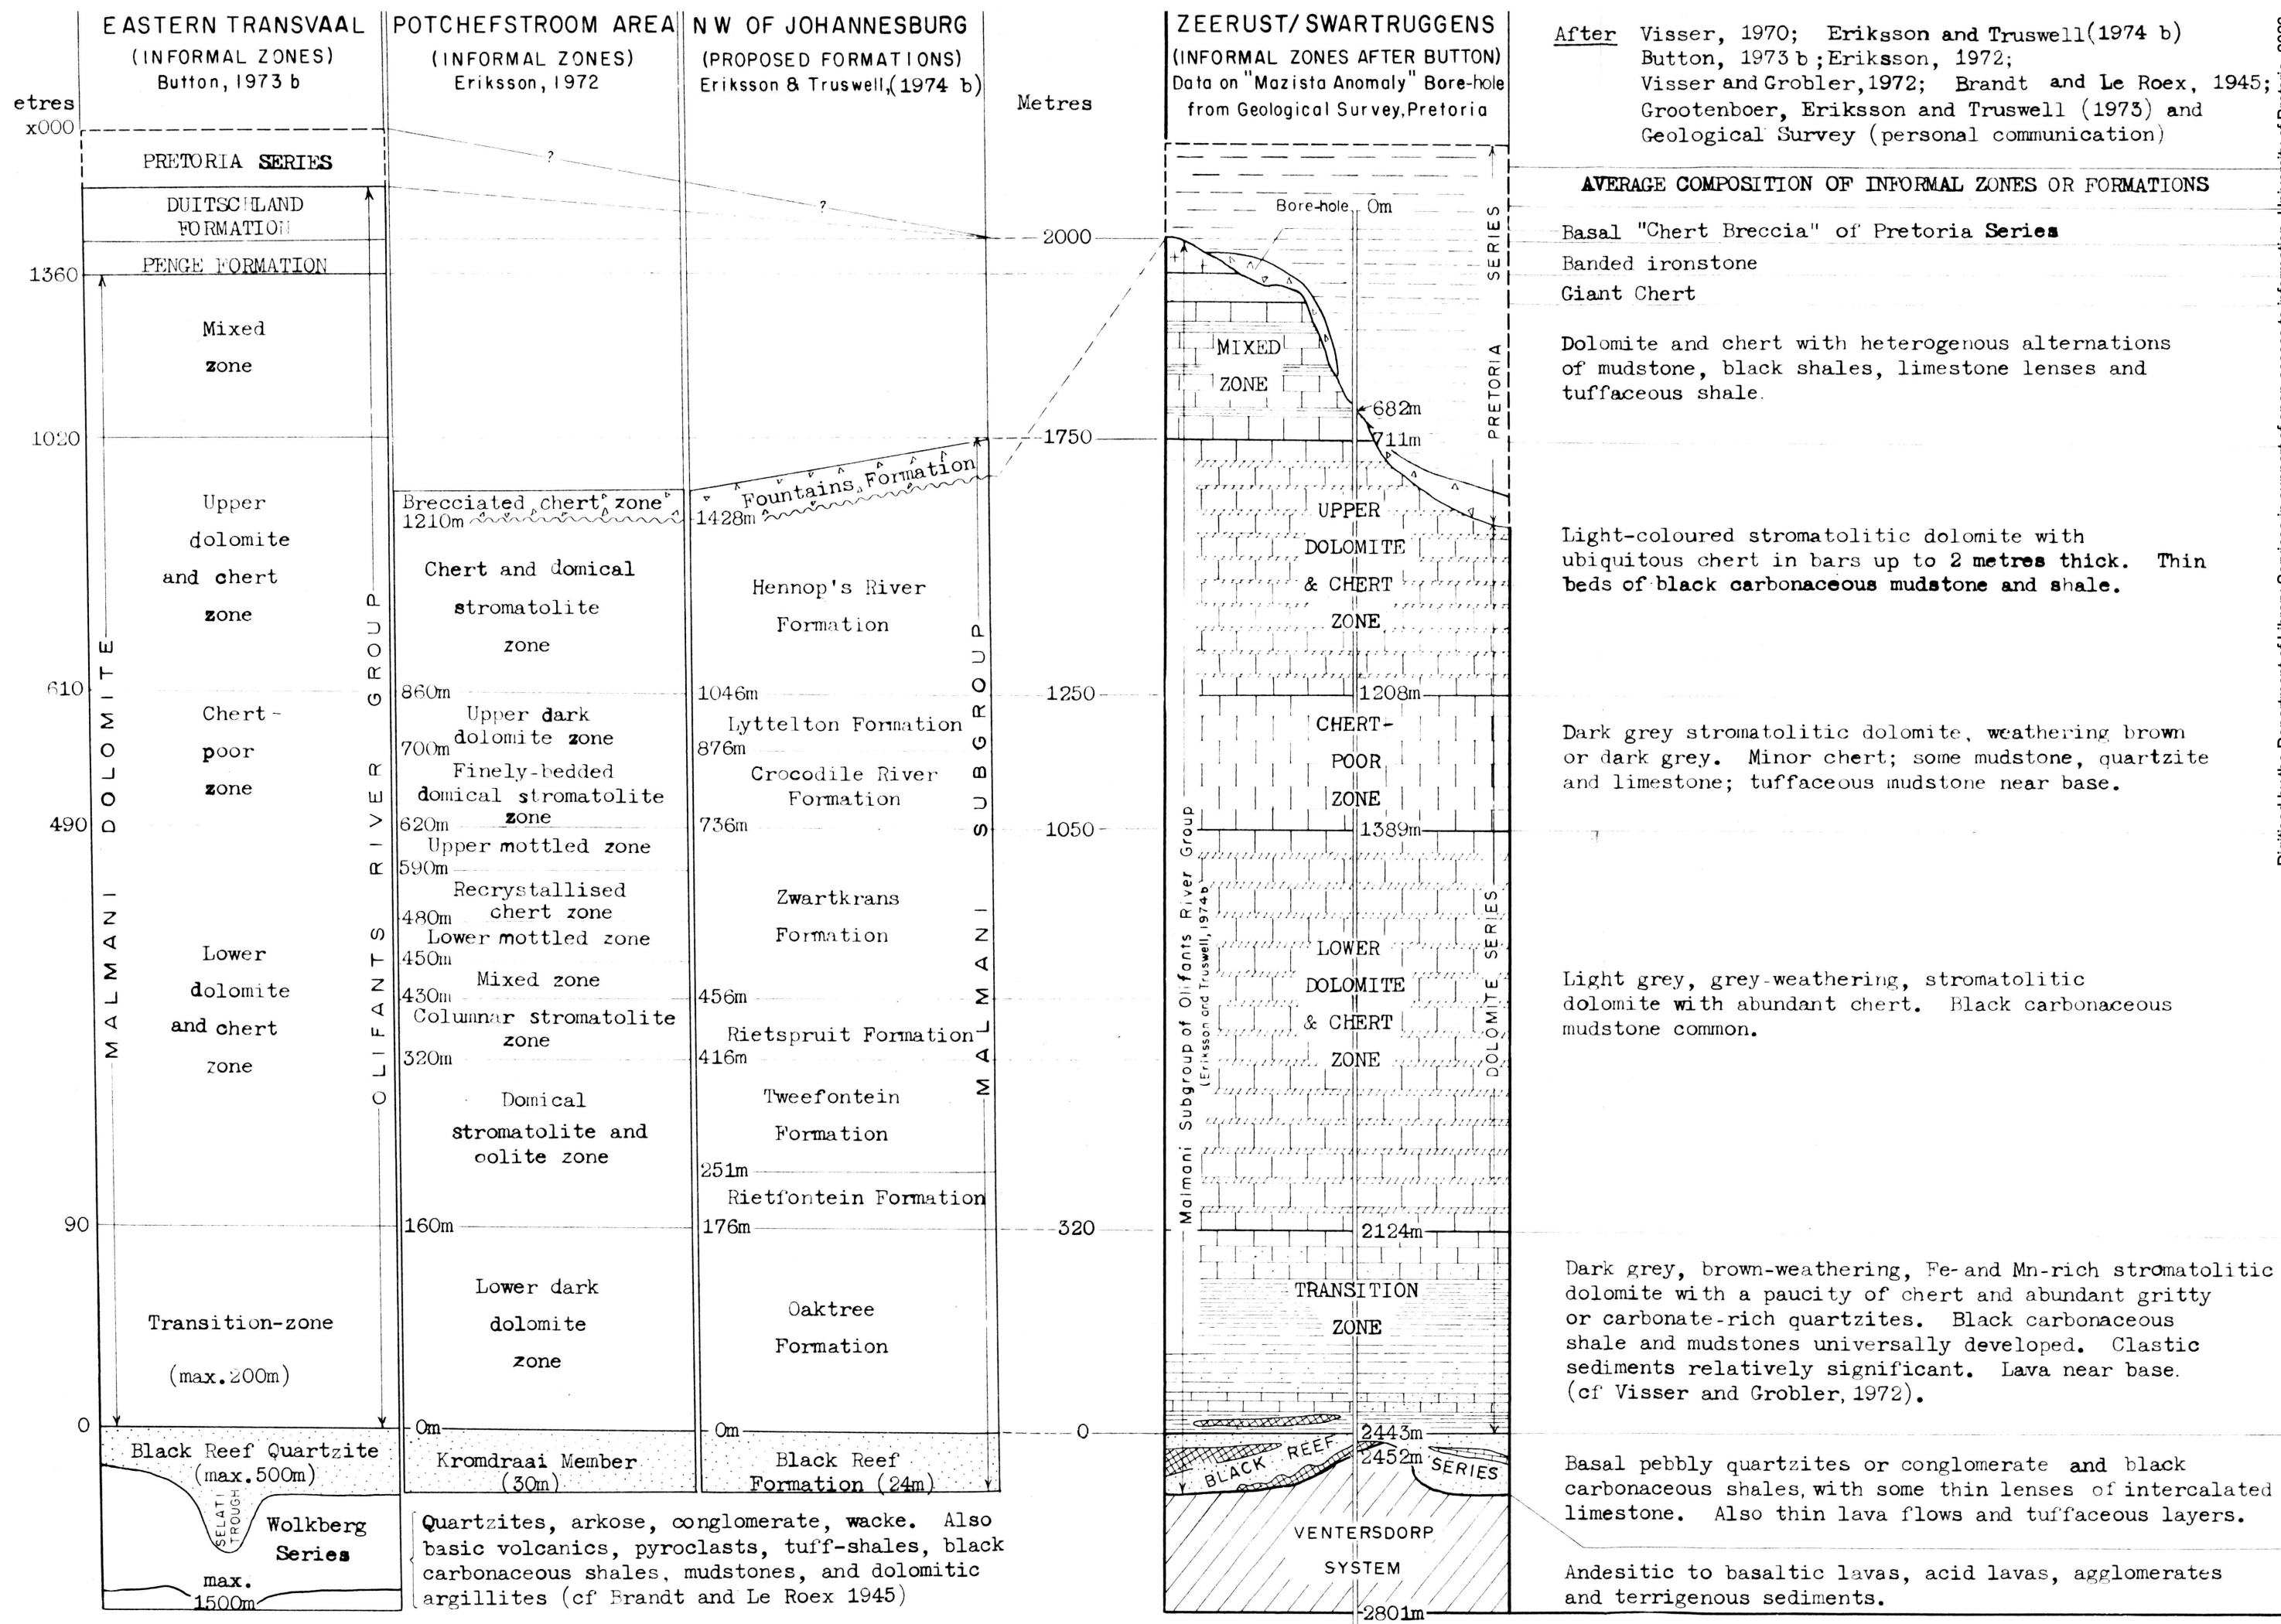 EASTERN TRANSVAAL
(INFORMAL ZONES)
Button, 1973 b
etres
x000
PRETORIA SERIES
DUITSCHLAND
FORMATION
PENGE FORMATION
1360
Mixed
zone
1020
Upper
dolomite
and chert
zone
610
Chert-
poor
zone
490
Lower
dolomite
and chert
zone
90
Transition-zone
(max.200m)
0
MALMANI DOLOMITE
OLIFANTS RIVER GROUP
Black Reef Quartzite
(max.500m)
SELATI
TROUGH
Wolkberg
Series
max.
1500m
POTCHEFSTROOM AREA
(INFORMAL ZONES)
Eriksson, 1972
?
Brecciated chert zone
1210m
Chert and domical
stromatolite
zone
860m
Upper dark
dolomite zone
700m
Finely-bedded
domical stromatolite
zone
620m
Upper mottled zone
590m
Recrystallised
chert zone
480m
Lower mottled zone
450m
Mixed zone
430m
Columnar stromatolite
zone
320m
Domical
stromatolite and
oolite zone
160m
Lower dark
dolomite
zone
0m
Kromdraai Member
(30m)
N W OF JOHANNESBURG
(PROPOSED FORMATIONS)
Eriksson & Truswell,(1974 b)
?
Fountains Formation
1428m
Hennop's River
Formation
1046m
Lyttelton Formation
876m
Crocodile River
Formation
736m
Zwartkrans
Formation
456m
Rietspruit Formation
416m
Tweefontein
Formation
251m
Rietfontein Formation
176m
Oaktree
Formation
0m
Black Reef
Formation (24m)
MALMANI SUBGROUP
Quartzites, arkose, conglomerate, wacke. Also
basic volcanics, pyroclasts, tuff-shales, black
carbonaceous shales, mudstones, and dolomitic
argillites (cf Brandt and Le Roex 1945)
Metres
2000
1750
1250
1050
320
0
ZEERUST/SWARTRUGGENS
(INFORMAL ZONES AFTER BUTTON)
Data on "Mazista Anomaly" Bore-hole
from Geological Survey, Pretoria
Bore-hole 0m
MIXED
ZONE
682m
711m
UPPER
DOLOMITE
& CHERT
ZONE
1208m
CHERT-
POOR
ZONE
1389m
LOWER
DOLOMITE
& CHERT
ZONE
2124m
TRANSITION
ZONE
2443m
2452m
BLACK REEF SERIES
VENTERSDORP
SYSTEM
2801m
Malmani Subgroup of Olifants River Group
(Eriksson and Truswell, 1974 b
PRETORIA SERIES
DOLOMITE SERIES
After Visser, 1970; Eriksson and Truswell(1974 b)
Button, 1973 b ; Eriksson, 1972;
Visser and Grobler, 1972; Brandt and Le Roex, 1945;
Grootenboer, Eriksson and Truswell (1973) and
Geological Survey (personal communication)
AVERAGE COMPOSITION OF INFORMAL ZONES OR FORMATIONS
Basal "Chert Breccia" of Pretoria Series
Banded ironstone
Giant Chert
Dolomite and chert with heterogenous alternations
of mudstone, black shales, limestone lenses and
tuffaceous shale.
Light-coloured stromatolitic dolomite with
ubiquitous chert in bars up to 2 metres thick. Thin
beds of black carbonaceous mudstone and shale.
Dark grey stromatolitic dolomite, weathering brown
or dark grey. Minor chert; some mudstone, quartzite
and limestone; tuffaceous mudstone near base.
Light grey, grey-weathering, stromatolitic
dolomite with abundant chert. Black carbonaceous
mudstone common.
Dark grey, brown-weathering, Fe- and Mn-rich stromatolitic
dolomite with a paucity of chert and abundant gritty
or carbonate-rich quartzites. Black carbonaceous
shale and mudstones universally developed. Clastic
sediments relatively significant. Lava near base.
(cf Visser and Grobler, 1972).
Basal pebbly quartzites or conglomerate and black
carbonaceous shales, with some thin lenses of intercalated
limestone. Also thin lava flows and tuffaceous layers.
Andesitic to basaltic lavas, acid lavas, agglomerates
and terrigenous sediments.